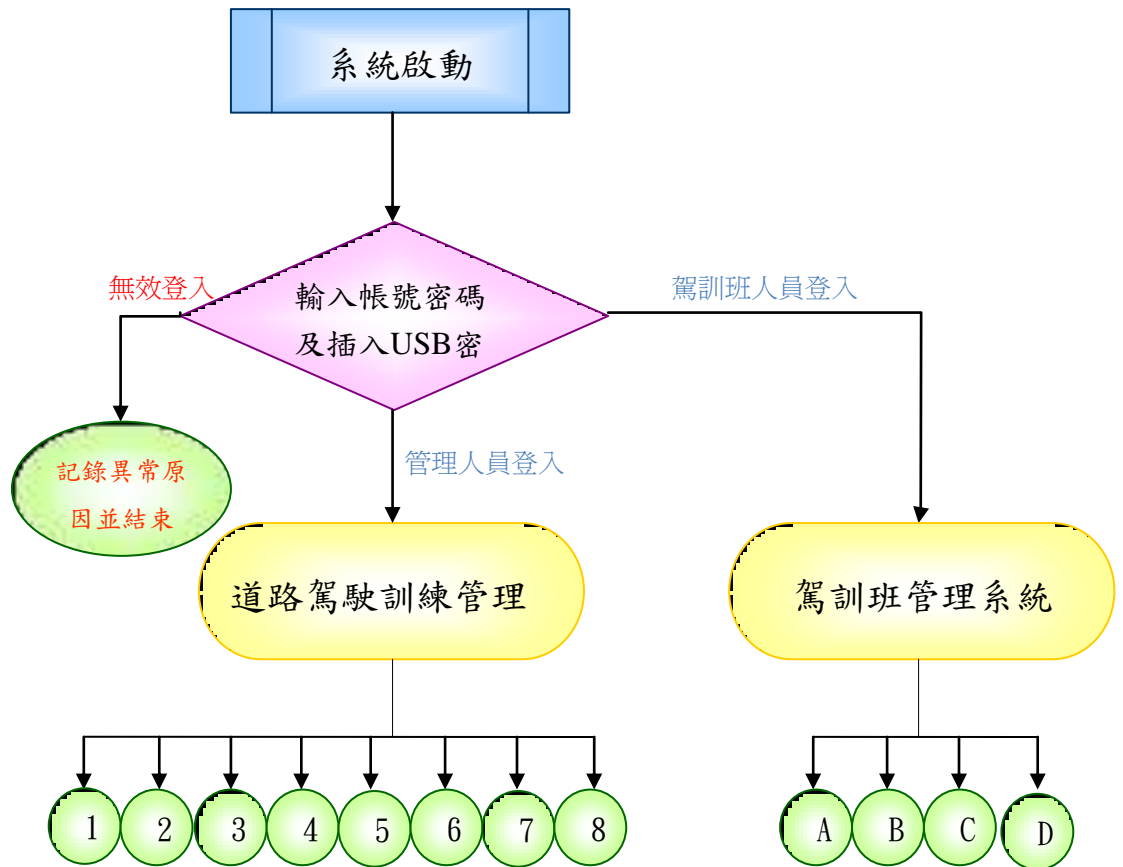 系統啟動
無效登入
輸入帳號密碼
及插入USB密
駕訓班人員登入
記錄異常原
因並結束
管理人員登入
道路駕駛訓練管理
駕訓班管理系統
1 2 3 4 5 6 7 8
A B C D